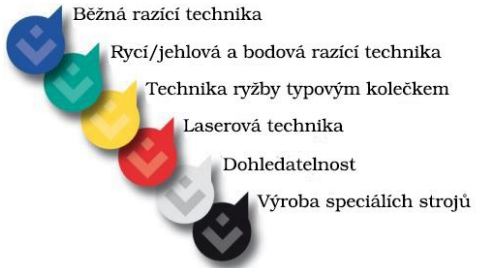 Běžná razící technika
Rycí/jehlová a bodová razící technika
Technika ryžby typovým kolečkem
Laserová technika
Dohledatelnost
Výroba speciálích strojů